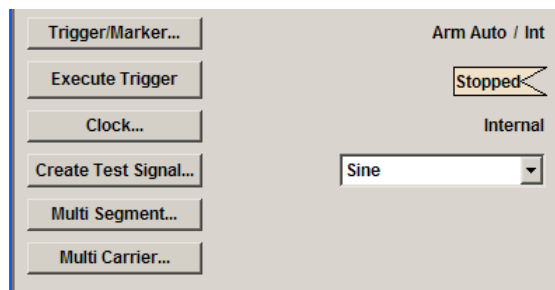 Trigger/Marker... Arm Auto / Int
Execute Trigger Stopped
Clock... Internal
Create Test Signal... Sine
Multi Segment...
Multi Carrier...